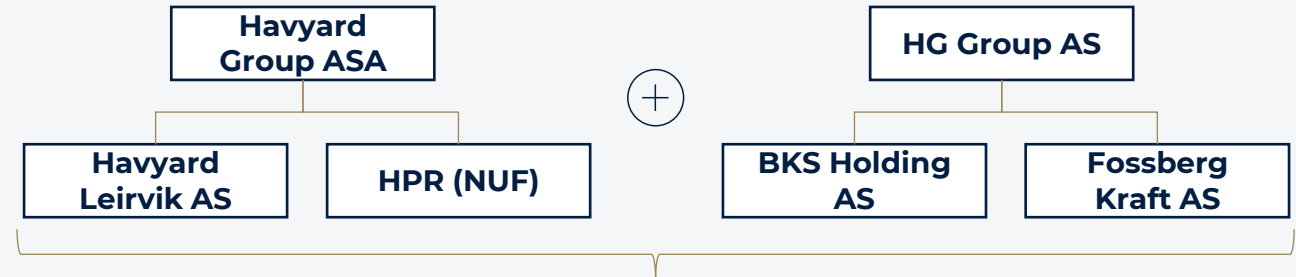 Havyard
Group ASA
HG Group AS
Havyard
Leirvik AS
HPR (NUF)
BKS Holding
AS
Fossberg
Kraft AS